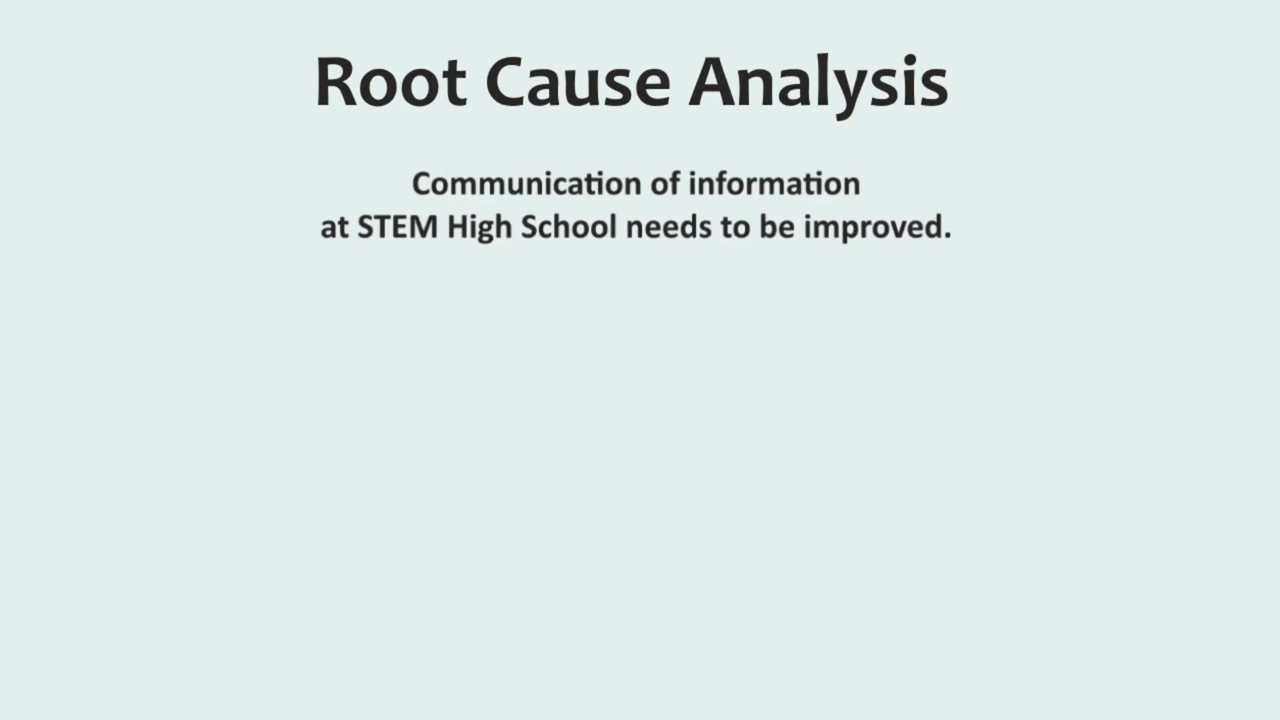 Root Cause Analysis
Communication of information
at STEM High School needs to be improved.